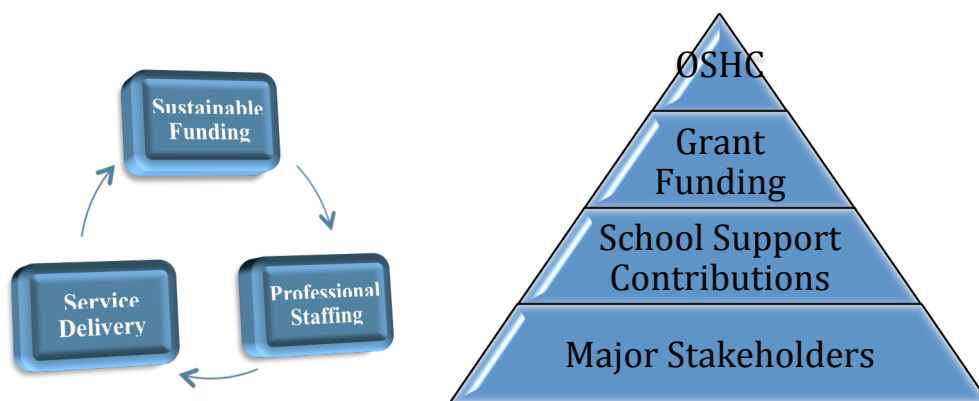 Sustainable
Funding
Service
Delivery
Professional
Staffing
OSHC
Grant
Funding
School Support
Contributions
Major Stakeholders